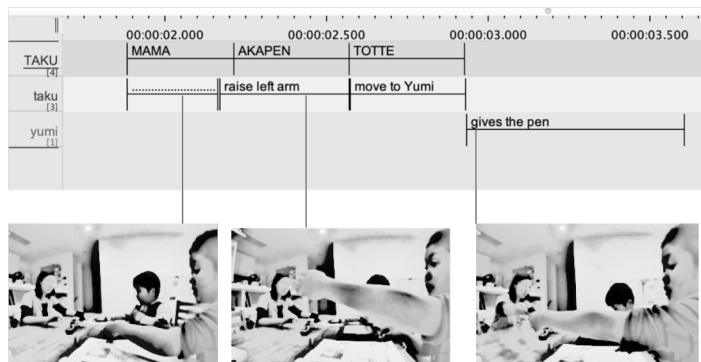 00:00:02.000 00:00:02.500 00:00:03.000 00:00:03.500
TAKU MAMA AKAPEN TOTTE
[4]
taku raise left arm move to Yumi
[3]
yumi gives the pen
[1]